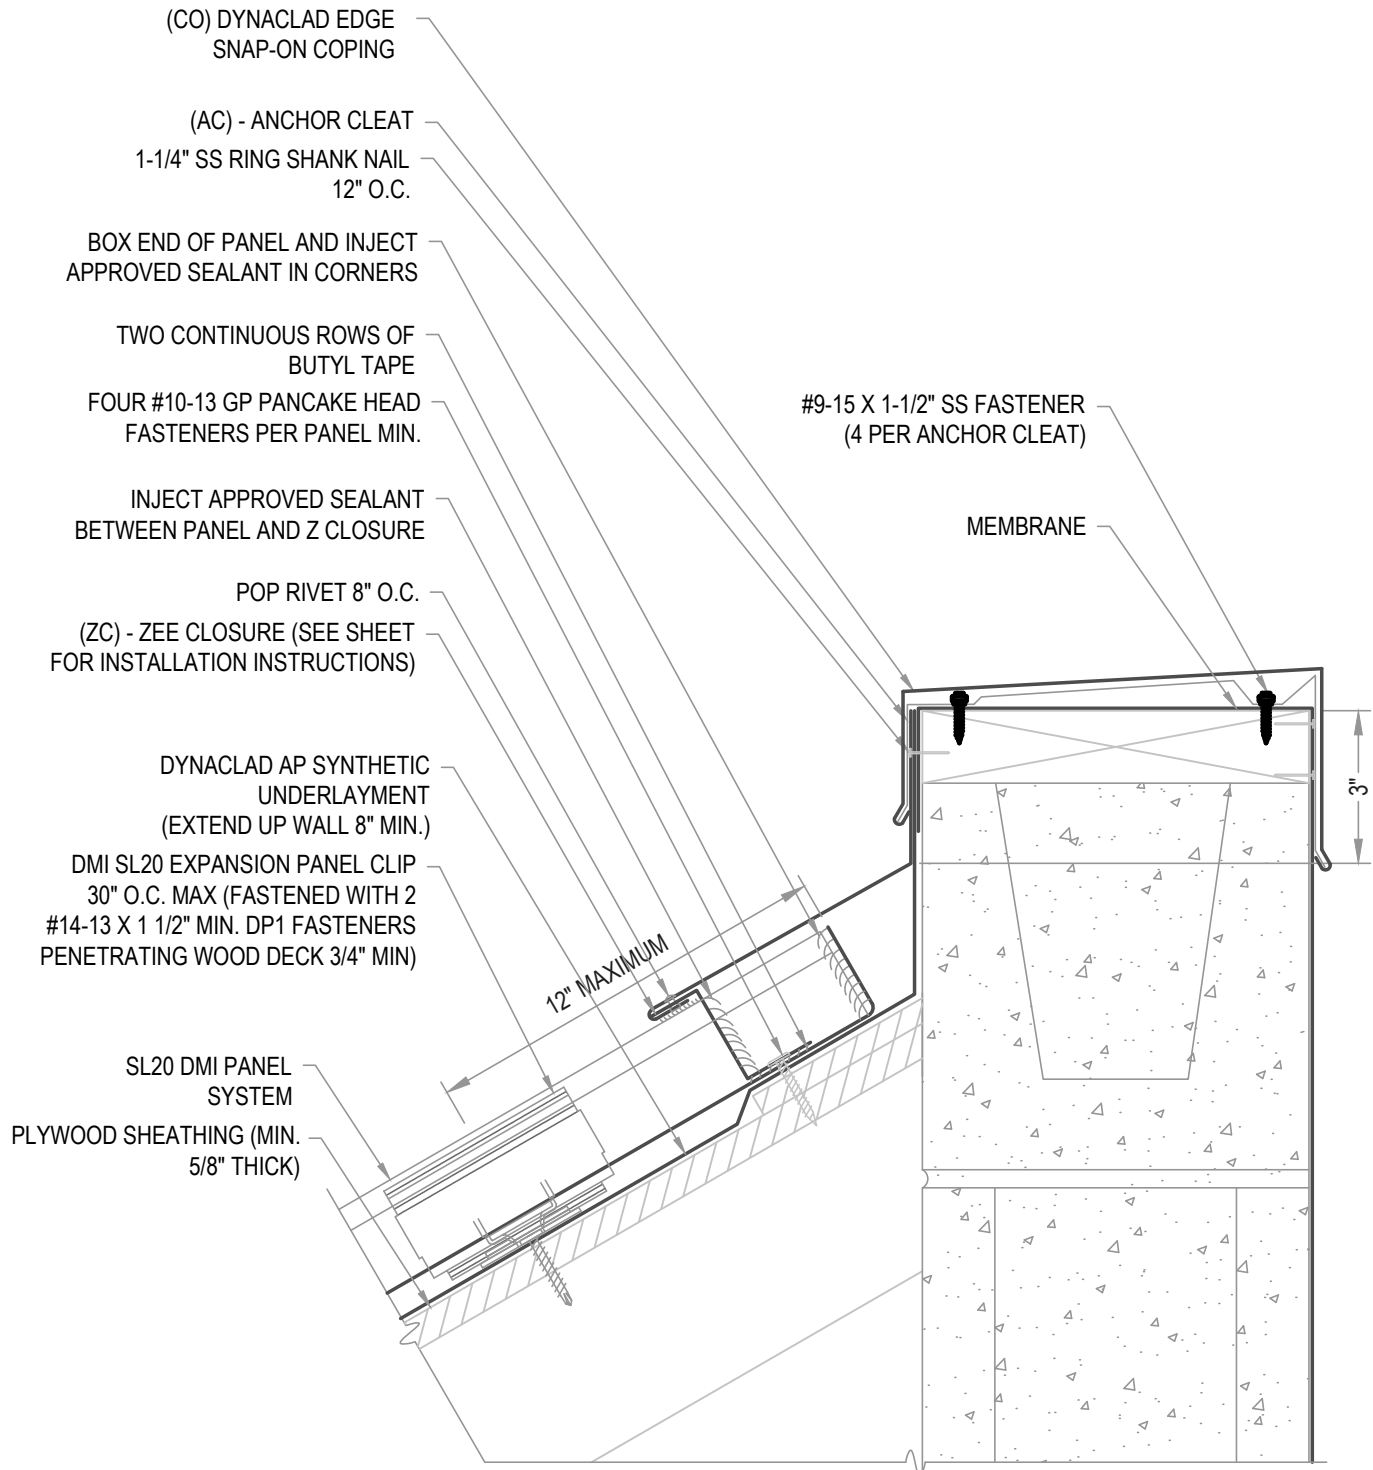 (CO) DYNACLAD EDGE
SNAP-ON COPING
(AC) - ANCHOR CLEAT
1-1/4" SS RING SHANK NAIL
12" O.C.
BOX END OF PANEL AND INJECT
APPROVED SEALANT IN CORNERS
TWO CONTINUOUS ROWS OF
BUTYL TAPE
FOUR #10-13 GP PANCAKE HEAD
FASTENERS PER PANEL MIN.
INJECT APPROVED SEALANT
BETWEEN PANEL AND Z CLOSURE
POP RIVET 8" O.C.
(ZC) - ZEE CLOSURE (SEE SHEET
FOR INSTALLATION INSTRUCTIONS)
DYNACLAD AP SYNTHETIC
UNDERLAYMENT
(EXTEND UP WALL 8" MIN.)
DMI SL20 EXPANSION PANEL CLIP
30" O.C. MAX (FASTENED WITH 2
#14-13 X 1 1/2" MIN. DP1 FASTENERS
PENETRATING WOOD DECK 3/4" MIN)
SL20 DMI PANEL
SYSTEM
PLYWOOD SHEATHING (MIN.
5/8" THICK)
#9-15 X 1-1/2" SS FASTENER
(4 PER ANCHOR CLEAT)
MEMBRANE
3"
12" MAXIMUM